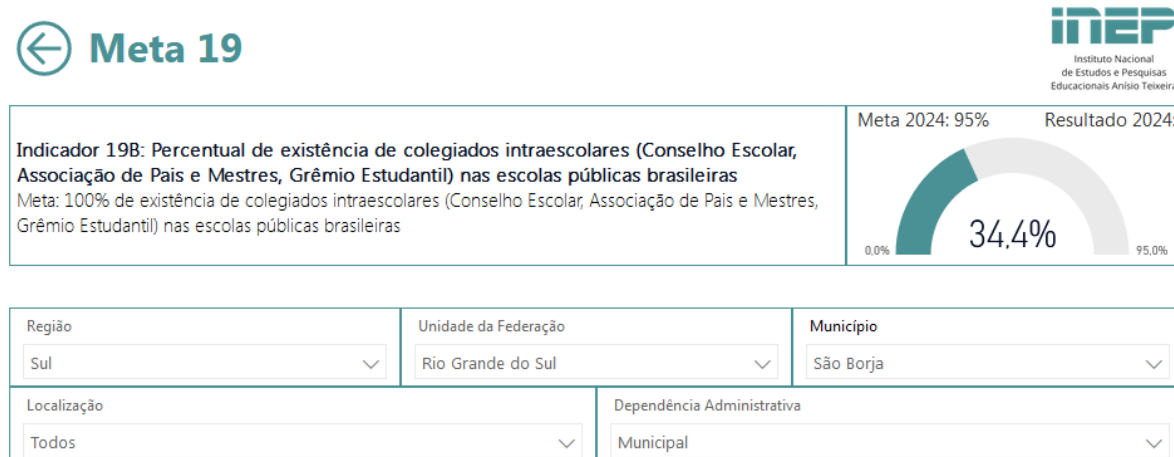 Meta 19
inep
Instituto Nacional
de Estudos e Pesquisas
Educacionais Anísio Teixeira
Indicador 19B: Percentual de existência de colegiados intraescolares (Conselho Escolar,
Associação de Pais e Mestres, Grêmio Estudantil) nas escolas públicas brasileiras
Meta: 100% de existência de colegiados intraescolares (Conselho Escolar, Associação de Pais e Mestres,
Grêmio Estudantil) nas escolas públicas brasileiras
Meta 2024: 95% Resultado 2024:
34,4%
0,0% 95,0%
Região Unidade da Federação Município
Sul Rio Grande do Sul São Borja
Localização Dependência Administrativa
Todos Municipal